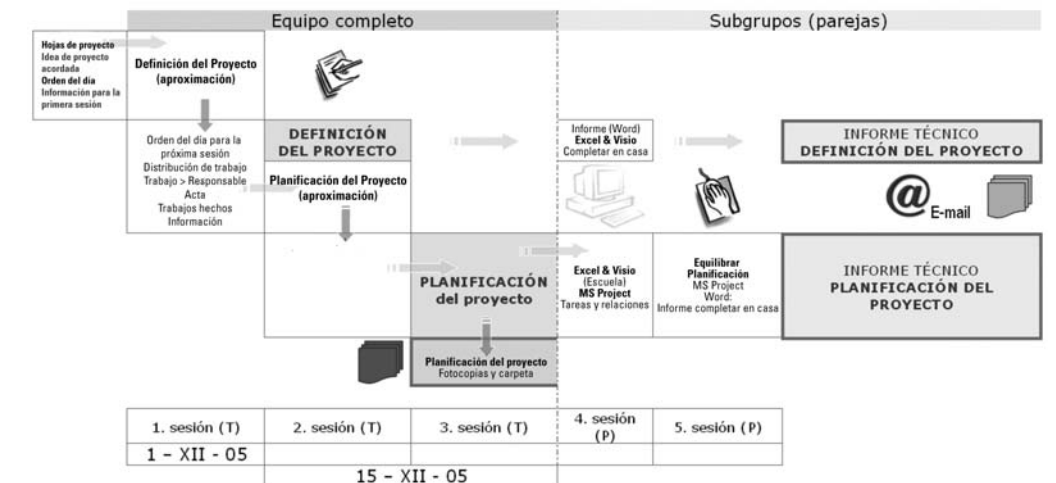 Equipo completo
Subgrupos (parejas)
Hojas de proyecto
Idea de proyecto
acordada
Orden del día
Información para la
primera sesión
Definición del Proyecto
(aproximación)
Orden del día para la
próxima sesión
Distribución de trabajo
Trabajo > Responsable
Acta
Trabajos hechos
Información
DEFINICIÓN
DEL PROYECTO
Planificación del Proyecto
(aproximación)
Informe (Word)
Excel & Visio
Completar en casa
INFORME TÉCNICO
DEFINICIÓN DEL PROYECTO
@
E-mail
PLANIFICACIÓN
del proyecto
Excel & Visio
(Escuela)
MS Project
Tareas y relaciones
Equilibrar
Planificación
MS Project
Word:
Informe completar en casa
INFORME TÉCNICO
PLANIFICACIÓN DEL
PROYECTO
Planificación del proyecto
Fotocopias y carpeta
1. sesión (T)
2. sesión (T)
3. sesión (T)
4. sesión
(P)
5. sesión (P)
1 – XII - 05
15 – XII - 05